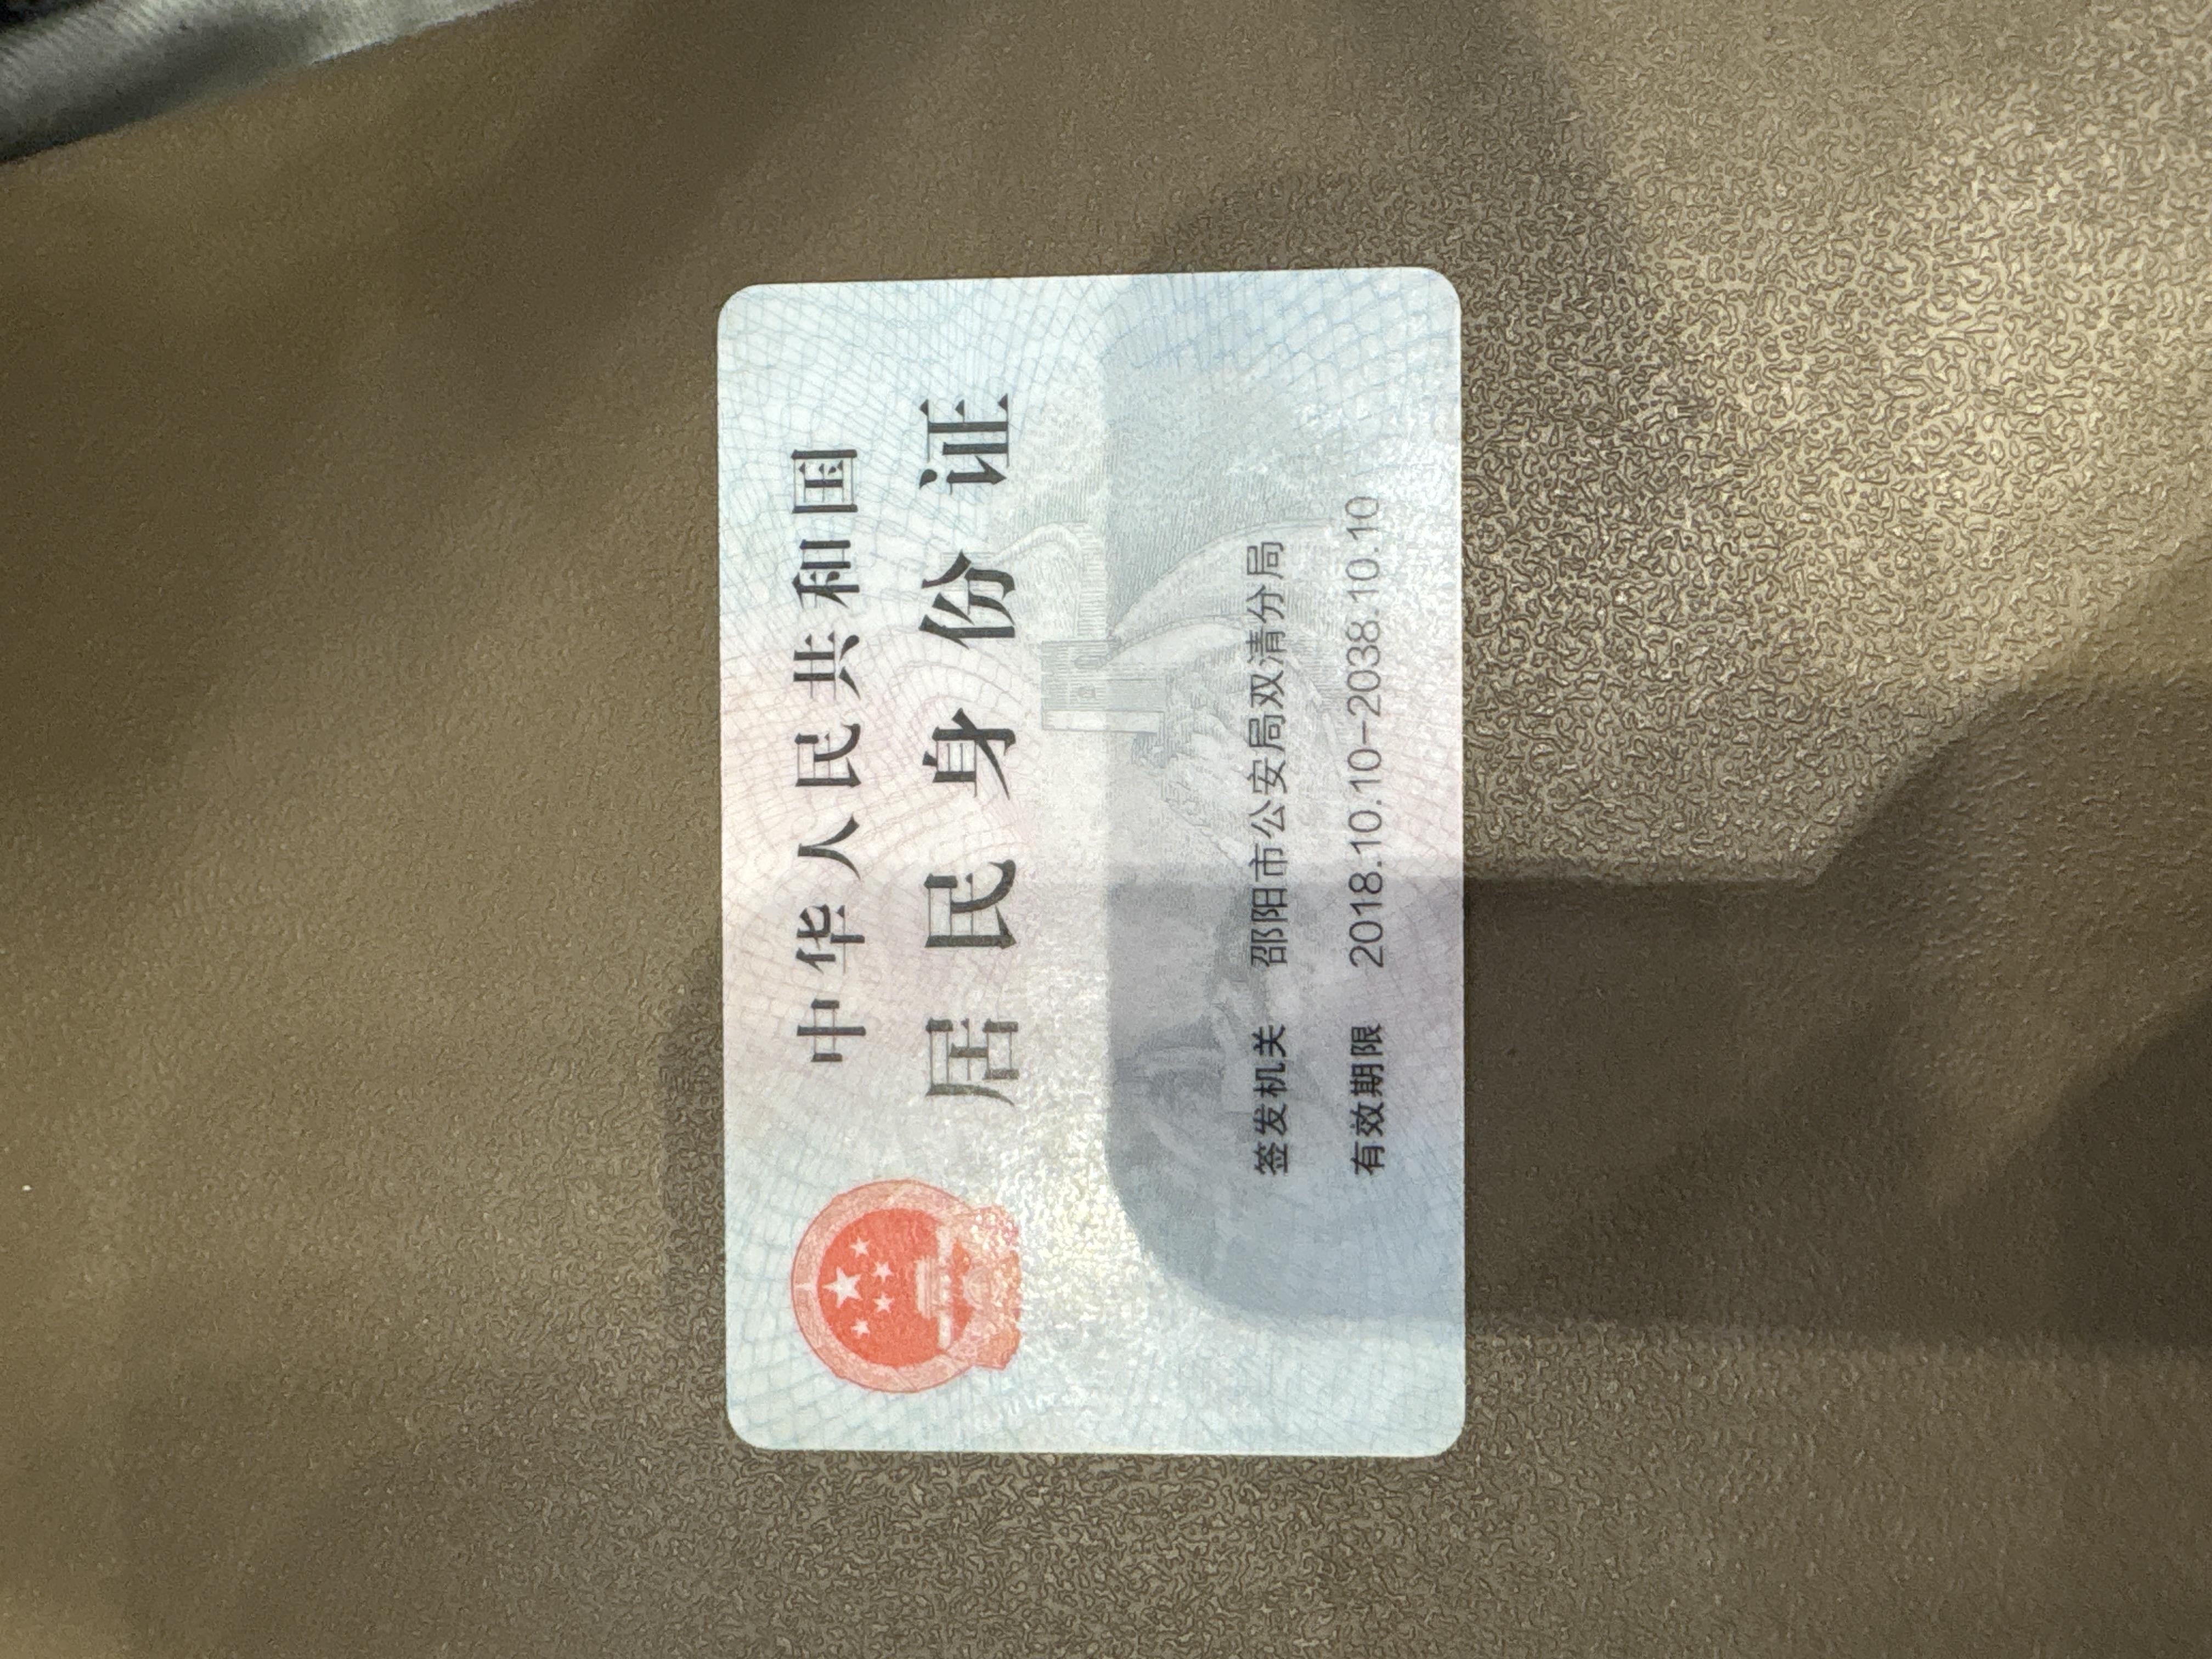 中华人民共和国
居民身份证
签发机关 邵阳市公安局双清分局
有效期限 2018.10.10-2038.10.10